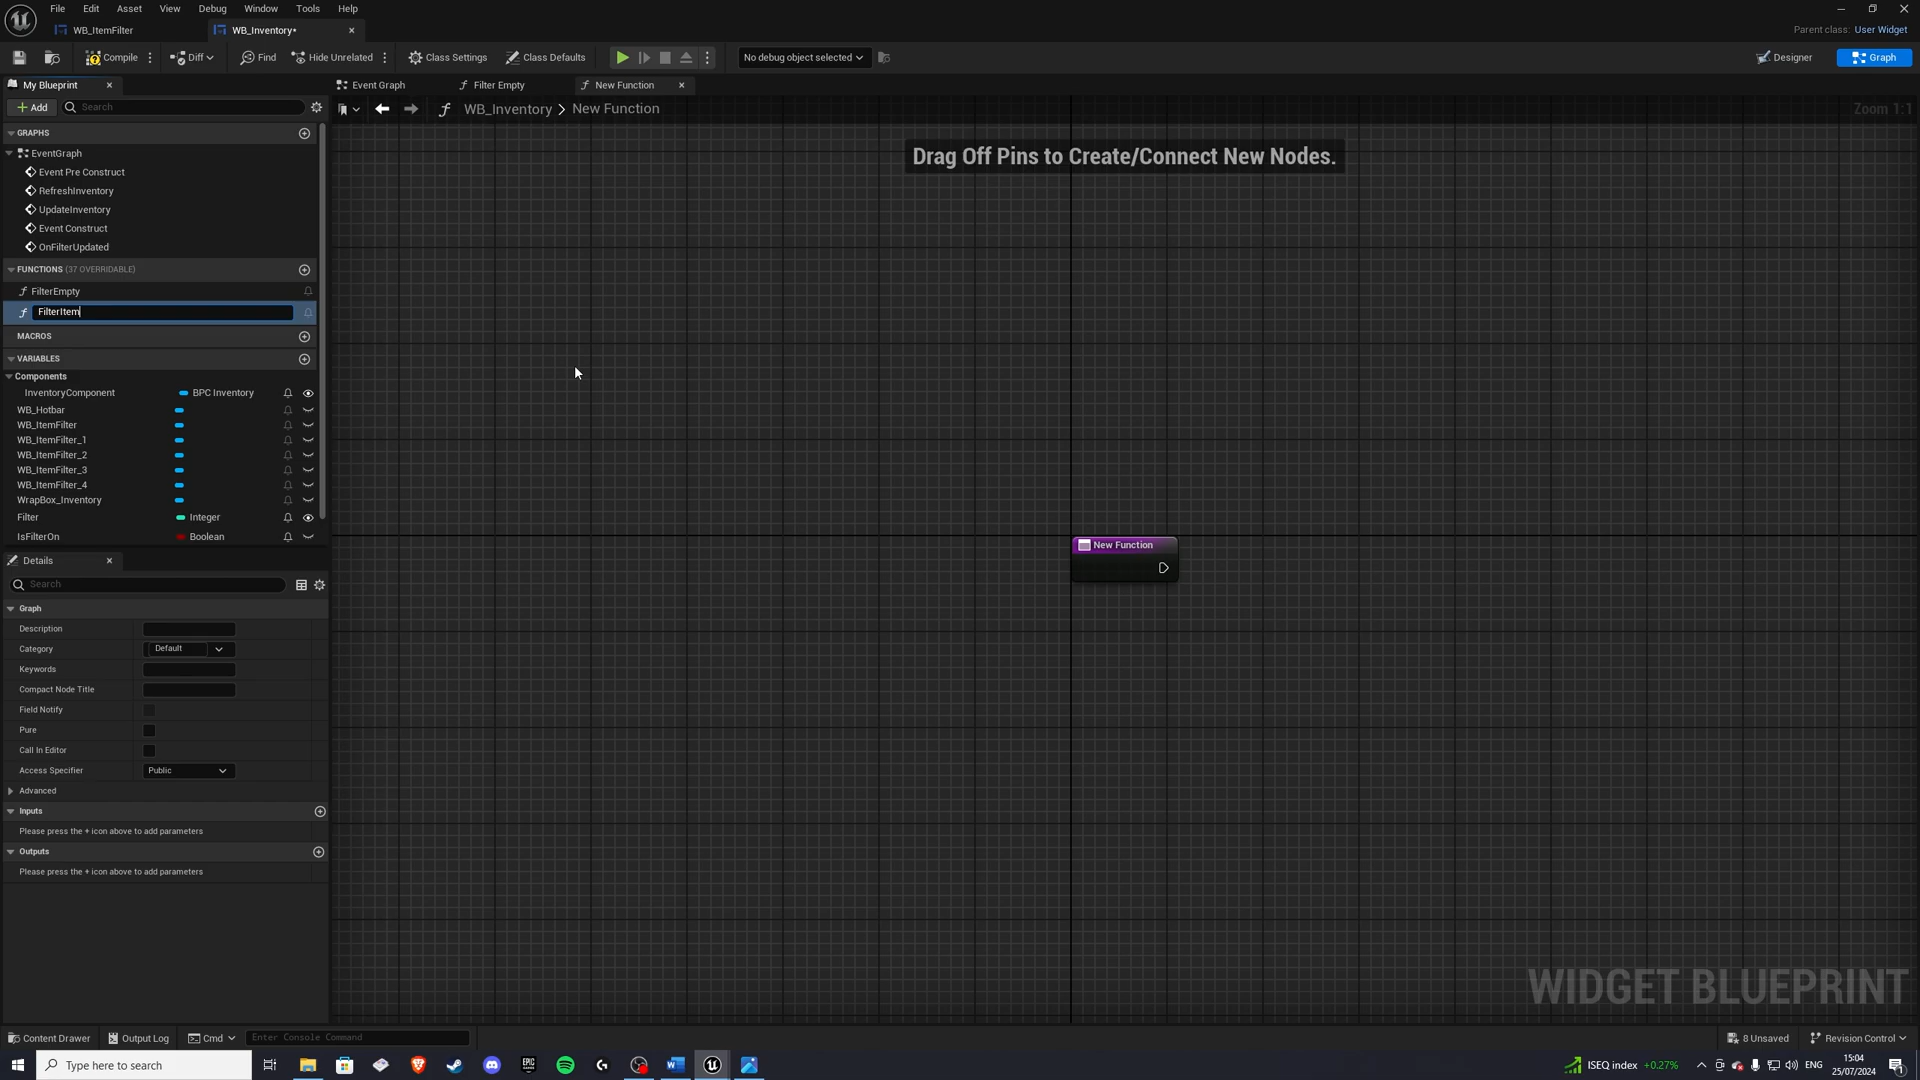 File Edit Asset View Debug Window Tools Help
WB_ItemFilter WB_Inventory*
Parent class: User Widget
Compile Diff Find Hide Unrelated Class Settings Class Defaults No debug object selected Designer Graph
My Blueprint Event Graph Filter Empty New Function
Add Search WB_Inventory > New Function Zoom 1:1
GRAPHS
EventGraph
Event Pre Construct
RefreshInventory
UpdateInventory
Event Construct
OnFilterUpdated
FUNCTIONS (37 OVERRIDABLE)
FilterEmpty
FilterItem
MACROS
VARIABLES
Components
InventoryComponent BPC Inventory
WB_Hotbar
WB_ItemFilter
WB_ItemFilter_1
WB_ItemFilter_2
WB_ItemFilter_3
WB_ItemFilter_4
WrapBox_Inventory
Filter Integer
IsFilterOn Boolean
Drag Off Pins to Create/Connect New Nodes.
New Function
WIDGET BLUEPRINT
Details
Search
Graph
Description
Category Default
Keywords
Compact Node Title
Field Notify
Pure
Call In Editor
Access Specifier Public
Advanced
Inputs
Please press the + icon above to add parameters
Outputs
Please press the + icon above to add parameters
Content Drawer Output Log Cmd Enter Console Command 8 Unsaved Revision Control
Type here to search ISEQ index +0.27% ENG 15:04
25/07/2024